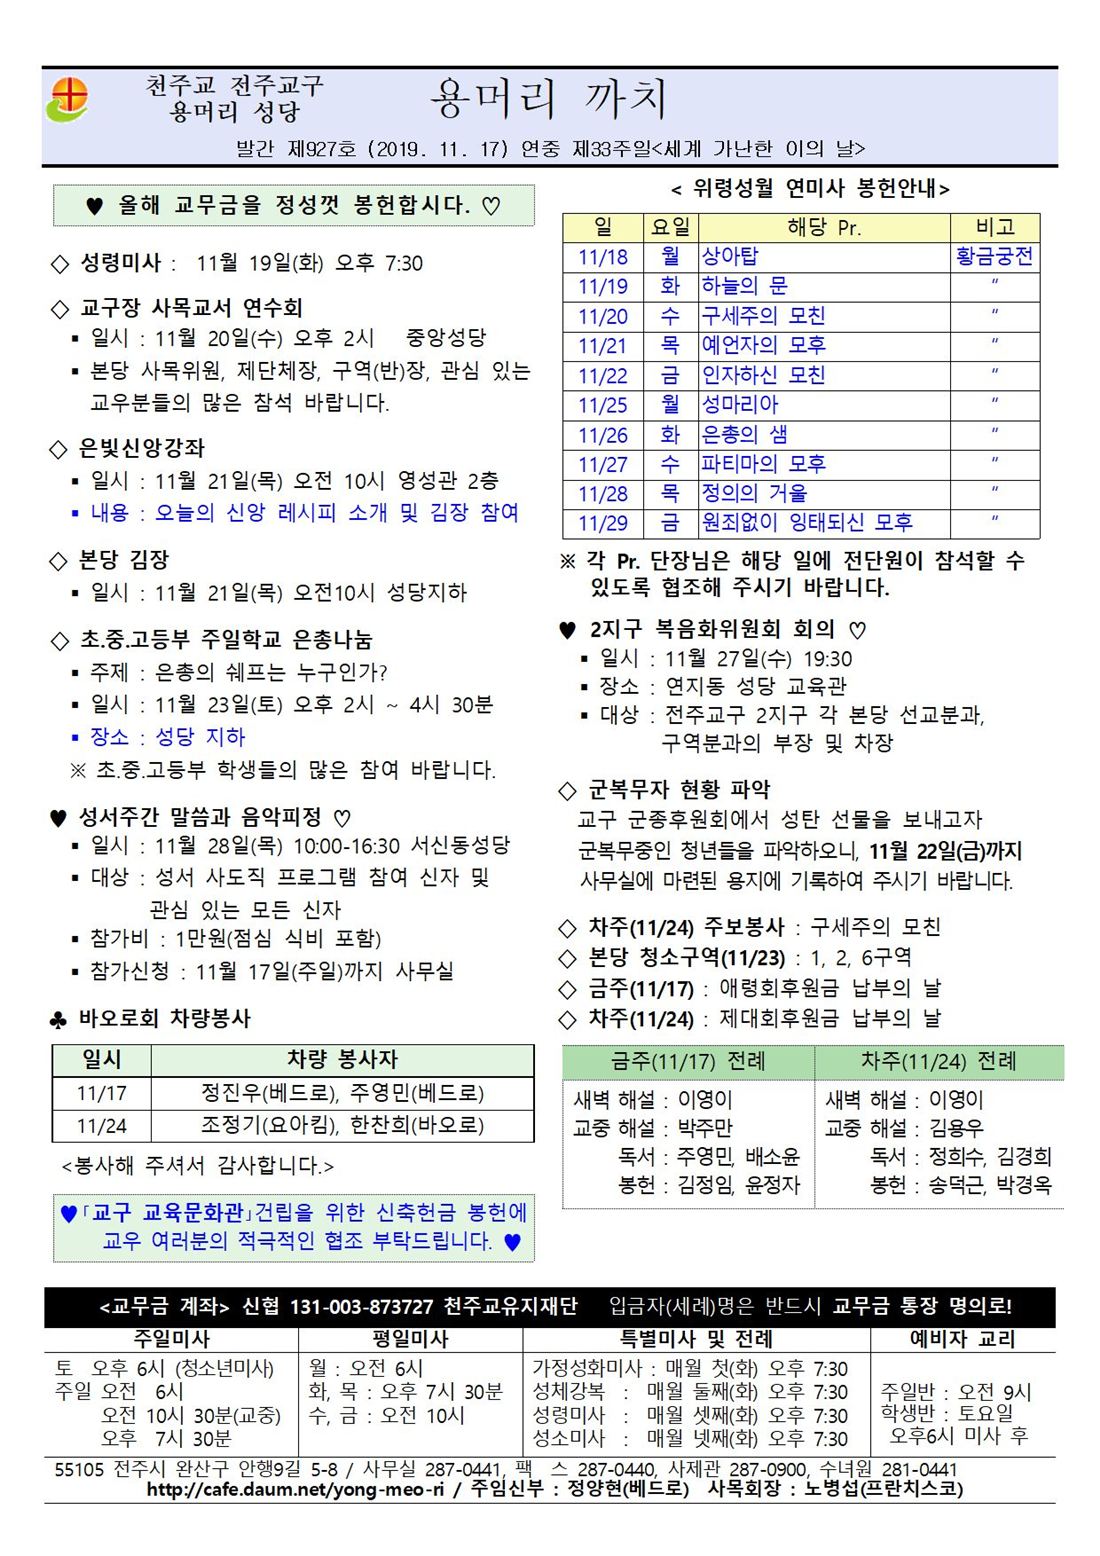 천주교 전주교구
용머리 성당
용머리 까치
발간 제927호 (2019. 11. 17) 연중 제33주일<세계 가난한 이의 날>
♥ 올해 교무금을 정성껏 봉헌합시다. ♡
◇ 성령미사 : 11월 19일(화) 오후 7:30
◇ 교구장 사목교서 연수회
▪ 일시 : 11월 20일(수) 오후 2시 중앙성당
▪ 본당 사목위원, 제단체장, 구역(반)장, 관심 있는
교우분들의 많은 참석 바랍니다.
◇ 은빛신앙강좌
▪ 일시 : 11월 21일(목) 오전 10시 영성관 2층
▪ 내용 : 오늘의 신앙 레시피 소개 및 김장 참여
◇ 본당 김장
▪ 일시 : 11월 21일(목) 오전10시 성당지하
◇ 초.중.고등부 주일학교 은총나눔
▪ 주제 : 은총의 쉐프는 누구인가?
▪ 일시 : 11월 23일(토) 오후 2시 ~ 4시 30분
▪ 장소 : 성당 지하
※ 초.중.고등부 학생들의 많은 참여 바랍니다.
♥ 성서주간 말씀과 음악피정 ♡
▪ 일시 : 11월 28일(목) 10:00-16:30 서신동성당
▪ 대상 : 성서 사도직 프로그램 참여 신자 및
관심 있는 모든 신자
▪ 참가비 : 1만원(점심 식비 포함)
▪ 참가신청 : 11월 17일(주일)까지 사무실
♣ 바오로회 차량봉사
일시 차량 봉사자
11/17 정진우(베드로), 주영민(베드로)
11/24 조정기(요아킴), 한찬희(바오로)
<봉사해 주셔서 감사합니다.>
♥「교구 교육문화관」건립을 위한 신축헌금 봉헌에
교우 여러분의 적극적인 협조 부탁드립니다. ♥
< 위령성월 연미사 봉헌안내>
일 요일 해당 Pr. 비고
11/18 월 상아탑 황금궁전
11/19 화 하늘의 문 〃
11/20 수 구세주의 모친 〃
11/21 목 예언자의 모후 〃
11/22 금 인자하신 모친 〃
11/25 월 성마리아 〃
11/26 화 은총의 샘 〃
11/27 수 파티마의 모후 〃
11/28 목 정의의 거울 〃
11/29 금 원죄없이 잉태되신 모후 〃
※ 각 Pr. 단장님은 해당 일에 전단원이 참석할 수
있도록 협조해 주시기 바랍니다.
♥ 2지구 복음화위원회 회의 ♡
▪ 일시 : 11월 27일(수) 19:30
▪ 장소 : 연지동 성당 교육관
▪ 대상 : 전주교구 2지구 각 본당 선교분과,
구역분과의 부장 및 차장
◇ 군복무자 현황 파악
교구 군종후원회에서 성탄 선물을 보내고자
군복무중인 청년들을 파악하오니, 11월 22일(금)까지
사무실에 마련된 용지에 기록하여 주시기 바랍니다.
◇ 차주(11/24) 주보봉사 : 구세주의 모친
◇ 본당 청소구역(11/23) : 1, 2, 6구역
◇ 금주(11/17) : 애령회후원금 납부의 날
◇ 차주(11/24) : 제대회후원금 납부의 날
금주(11/17) 전례 차주(11/24) 전례
새벽 해설 : 이영이 새벽 해설 : 이영이
교중 해설 : 박주만 교중 해설 : 김용우
독서 : 주영민, 배소윤 독서 : 정희수, 김경희
봉헌 : 김정임, 윤정자 봉헌 : 송덕근, 박경옥
<교무금 계좌> 신협 131-003-873727 천주교유지재단 입금자(세례)명은 반드시 교무금 통장 명의로!
주일미사 평일미사 특별미사 및 전례 예비자 교리
토 오후 6시 (청소년미사) 월 : 오전 6시 가정성화미사 : 매월 첫(화) 오후 7:30
주일 오전 6시 화, 목 : 오후 7시 30분 성체강복 : 매월 둘째(화) 오후 7:30 주일반 : 오전 9시
오전 10시 30분(교중) 수, 금 : 오전 10시 성령미사 : 매월 셋째(화) 오후 7:30 학생반 : 토요일
오후 7시 30분 성소미사 : 매월 넷째(화) 오후 7:30 오후6시 미사 후
55105 전주시 완산구 안행9길 5-8 / 사무실 287-0441, 팩 스 287-0440, 사제관 287-0900, 수녀원 281-0441
http://cafe.daum.net/yong-meo-ri / 주임신부 : 정양현(베드로) 사목회장 : 노병섭(프란치스코)